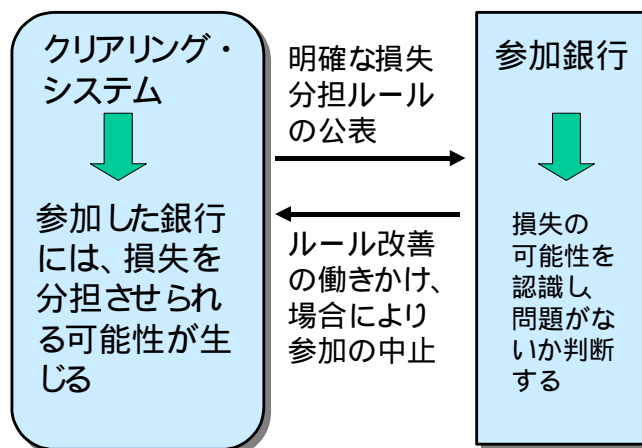 クリアリング・
システム
参加した銀行
には、損失を
分担させられ
る可能性が生
じる
明確な損失
分担ルール
の公表
ルール改善
の働きかけ、
場合により
参加の中止
参加銀行
損失の
可能性を
認識し、
問題がな
いか判断
する